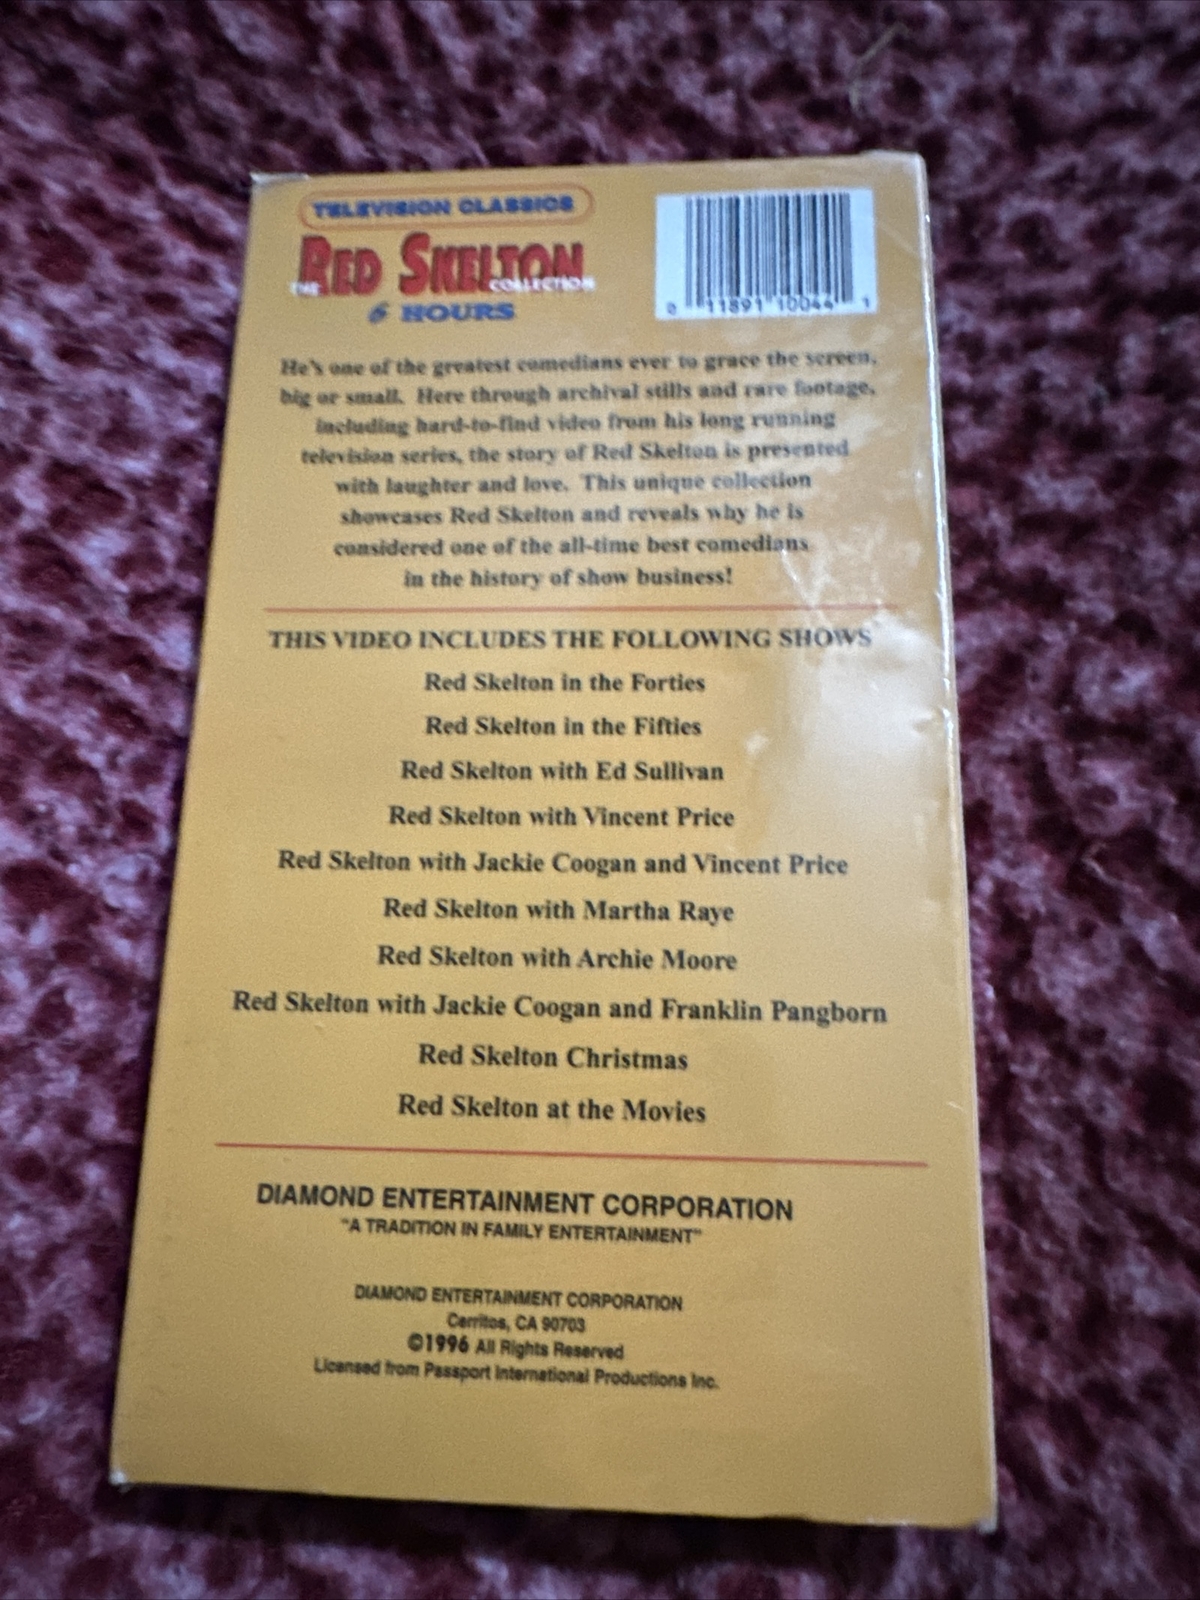 TELEVISION CLASSICS
THE RED SKELTON COLLECTION
6 HOURS
0 11891 10044 1
He's one of the greatest comedians ever to grace the screen,
big or small. Here through archival stills and rare footage,
including hard-to-find video from his long running
television series, the story of Red Skelton is presented
with laughter and love. This unique collection
showcases Red Skelton and reveals why he is
considered one of the all-time best comedians
in the history of show business!
THIS VIDEO INCLUDES THE FOLLOWING SHOWS
Red Skelton in the Forties
Red Skelton in the Fifties
Red Skelton with Ed Sullivan
Red Skelton with Vincent Price
Red Skelton with Jackie Coogan and Vincent Price
Red Skelton with Martha Raye
Red Skelton with Archie Moore
Red Skelton with Jackie Coogan and Franklin Pangborn
Red Skelton Christmas
Red Skelton at the Movies
DIAMOND ENTERTAINMENT CORPORATION
"A TRADITION IN FAMILY ENTERTAINMENT"
DIAMOND ENTERTAINMENT CORPORATION
Cerritos, CA 90703
©1996 All Rights Reserved
Licensed from Passport International Productions Inc.